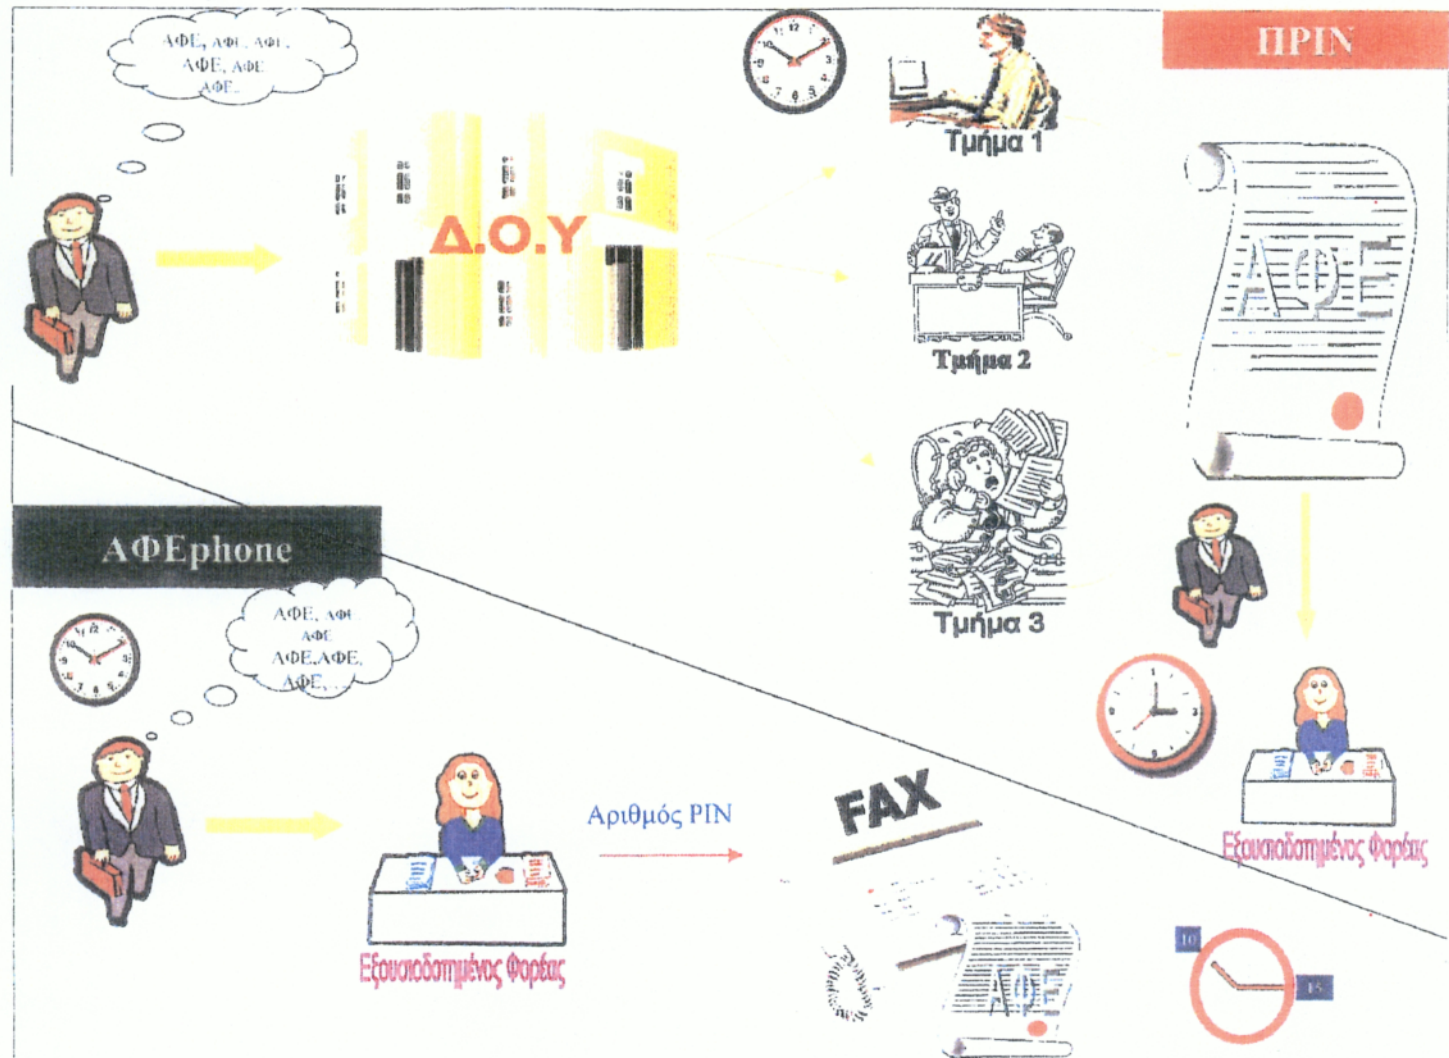 ΑΦΕ, ΑΦΕ, ΑΦΕ,
ΑΦΕ, ΑΦΕ
ΑΦΕ..
ΠΡΙΝ
Δ.Ο.Υ
Τμήμα 1
Τμήμα 2
Τμήμα 3
ΑΦΕ
Εξουσιοδοτημένος Φορέας
ΑΦΕphone
ΑΦΕ, ΑΦΕ
ΑΦΕ
ΑΦΕ,ΑΦΕ,
ΑΦΕ,...
Εξουσιοδοτημένος Φορέας
Αριθμός PIN
FAX
ΑΦΕ
10
15